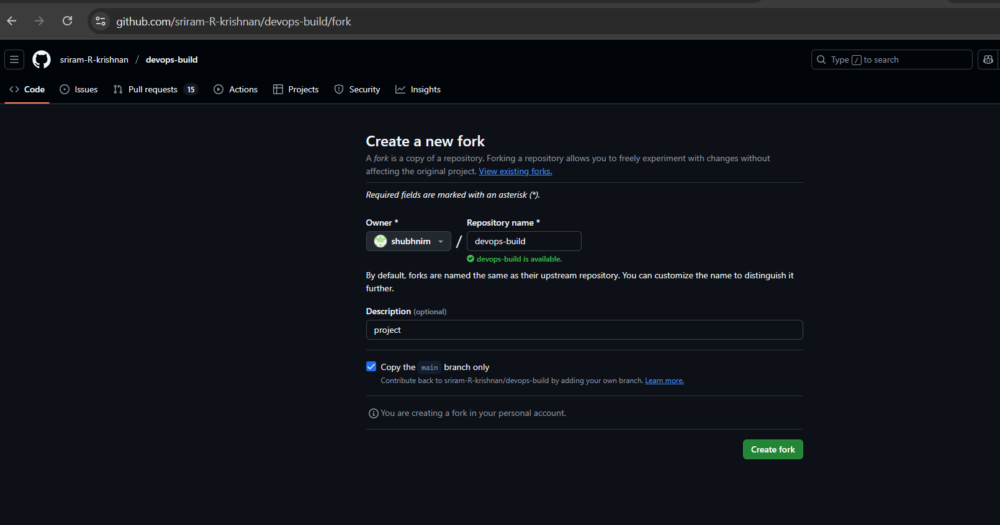 github.com/sriram-R-krishnan/devops-build/fork
sriram-R-krishnan / devops-build
Type / to search
Code Issues Pull requests 15 Actions Projects Security Insights
Create a new fork
A fork is a copy of a repository. Forking a repository allows you to freely experiment with changes without
affecting the original project. View existing forks.
Required fields are marked with an asterisk (*).
Owner * Repository name *
shubhnim / devops-build
devops-build is available.
By default, forks are named the same as their upstream repository. You can customize the name to distinguish it
further.
Description (optional)
project
Copy the main branch only
Contribute back to sriram-R-krishnan/devops-build by adding your own branch. Learn more.
You are creating a fork in your personal account.
Create fork